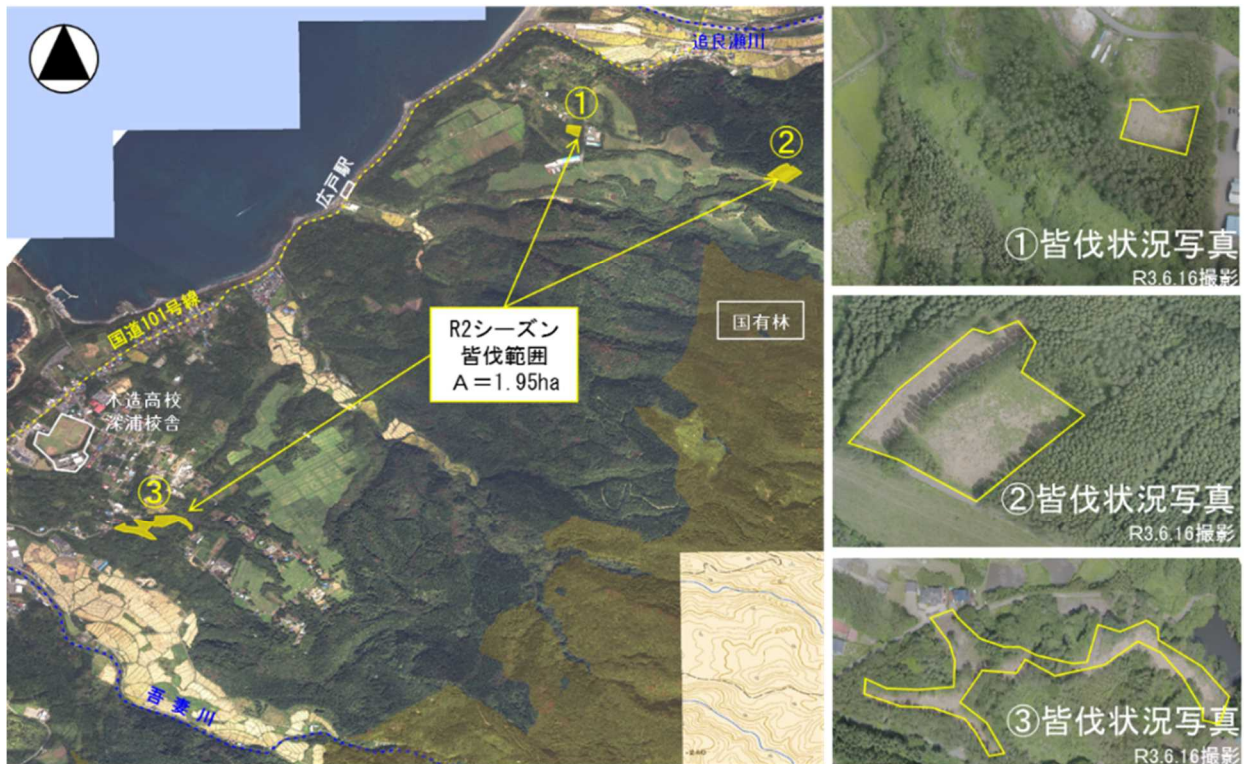 追良瀬川
①
②
広戸駅
国道101号線
国有林
R2シーズン
皆伐範囲
A=1.95ha
木造高校
深浦校舎
③
吾妻川
①皆伐状況写真
R3.6.16撮影
②皆伐状況写真
R3.6.16撮影
③皆伐状況写真
R3.6.16撮影